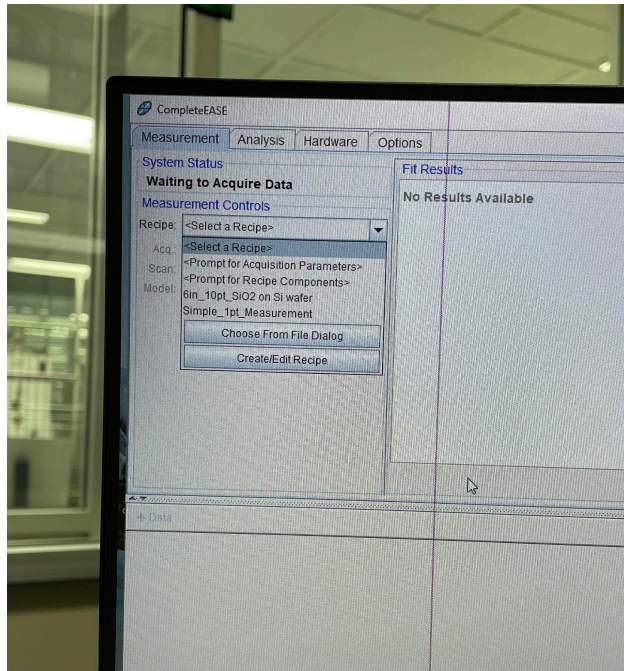 CompleteEASE
Measurement Analysis Hardware Options
System Status
Waiting to Acquire Data
Measurement Controls
Recipe: <Select a Recipe>
<Select a Recipe>
Acq.:
<Prompt for Acquisition Parameters>
Scan:
<Prompt for Recipe Components>
Model:
6in_10pt_SiO2 on Si wafer
Simple_1pt_Measurement
Choose From File Dialog
Create/Edit Recipe
Fit Results
No Results Available
+ Data